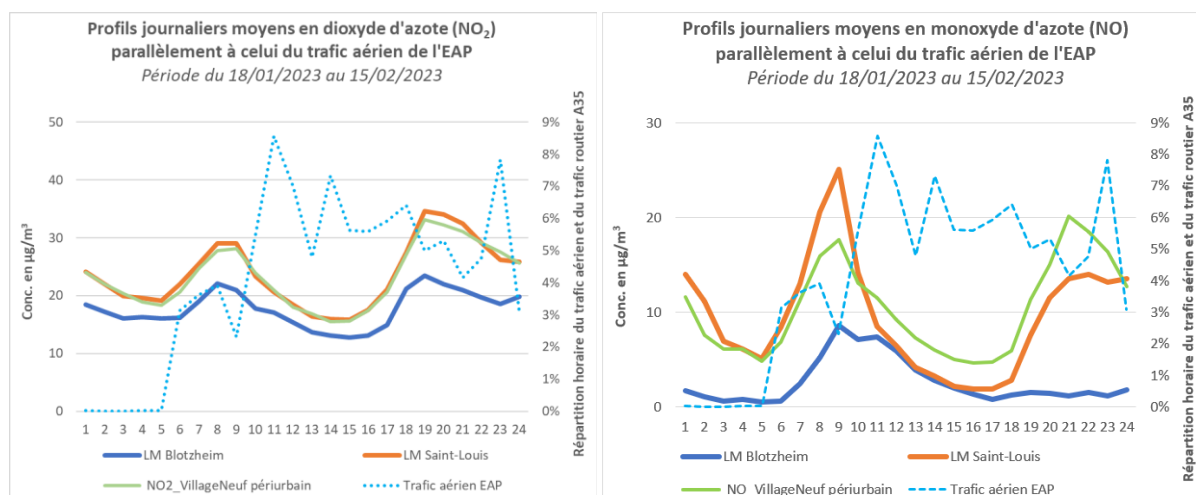 Profils journaliers moyens en dioxyde d'azote (NO₂)
parallèlement à celui du trafic aérien de l'EAP
Période du 18/01/2023 au 15/02/2023
Conc. en µg/m³
50
40
30
20
10
0
9%
8%
7%
6%
5%
4%
3%
2%
1%
0%
Répartition horaire du trafic aérien et du trafic routier A35
1 2 3 4 5 6 7 8 9 10 11 12 13 14 15 16 17 18 19 20 21 22 23 24
LM Blotzheim
LM Saint-Louis
NO2_VillageNeuf périurbain
Trafic aérien EAP
Profils journaliers moyens en monoxyde d'azote (NO)
parallèlement à celui du trafic aérien de l'EAP
Période du 18/01/2023 au 15/02/2023
Conc. en µg/m³
30
20
10
0
9%
8%
7%
6%
5%
4%
3%
2%
1%
0%
Répartition horaire du trafic aérien et du trafic routier A35
1 2 3 4 5 6 7 8 9 10 11 12 13 14 15 16 17 18 19 20 21 22 23 24
LM Blotzheim
LM Saint-Louis
NO_VillageNeuf périurbain
Trafic aérien EAP